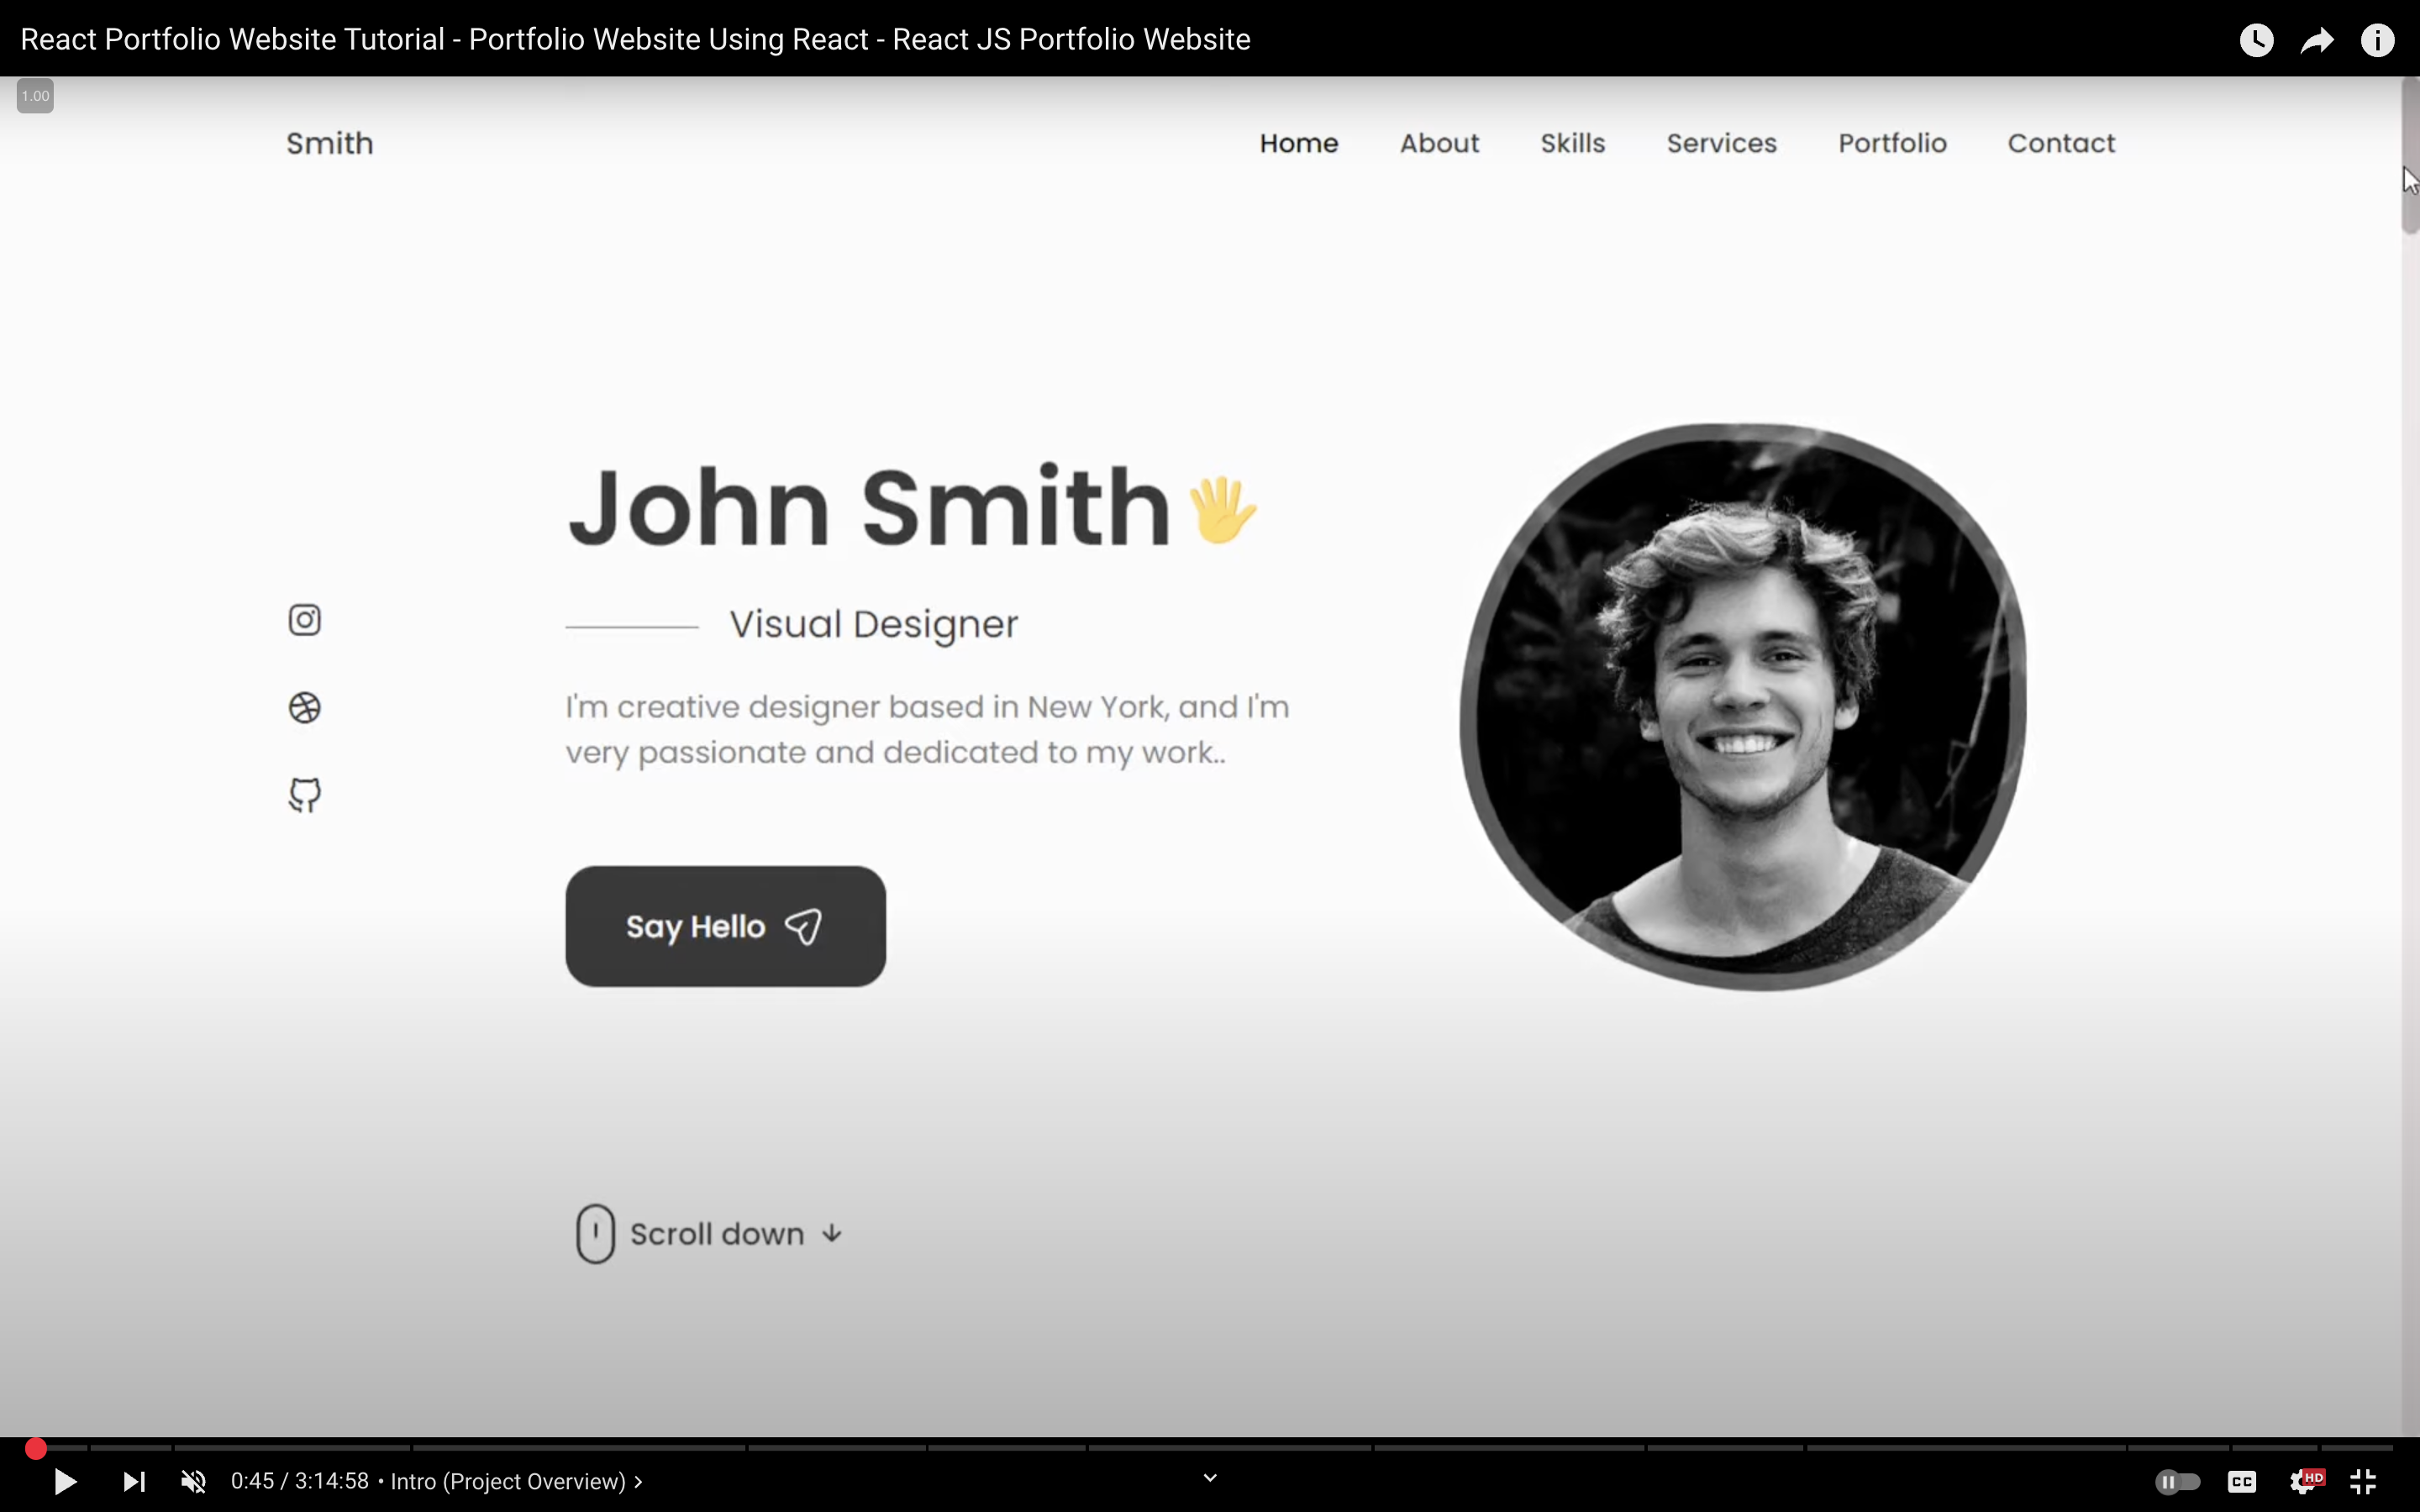 React Portfolio Website Tutorial - Portfolio Website Using React - React JS Portfolio Website
1.00
Smith
Home About Skills Services Portfolio Contact
John Smith🖐
Visual Designer
I'm creative designer based in New York, and I'm
very passionate and dedicated to my work..
Say Hello
Scroll down ↓
0:45 / 3:14:58 • Intro (Project Overview) >
CC
HD